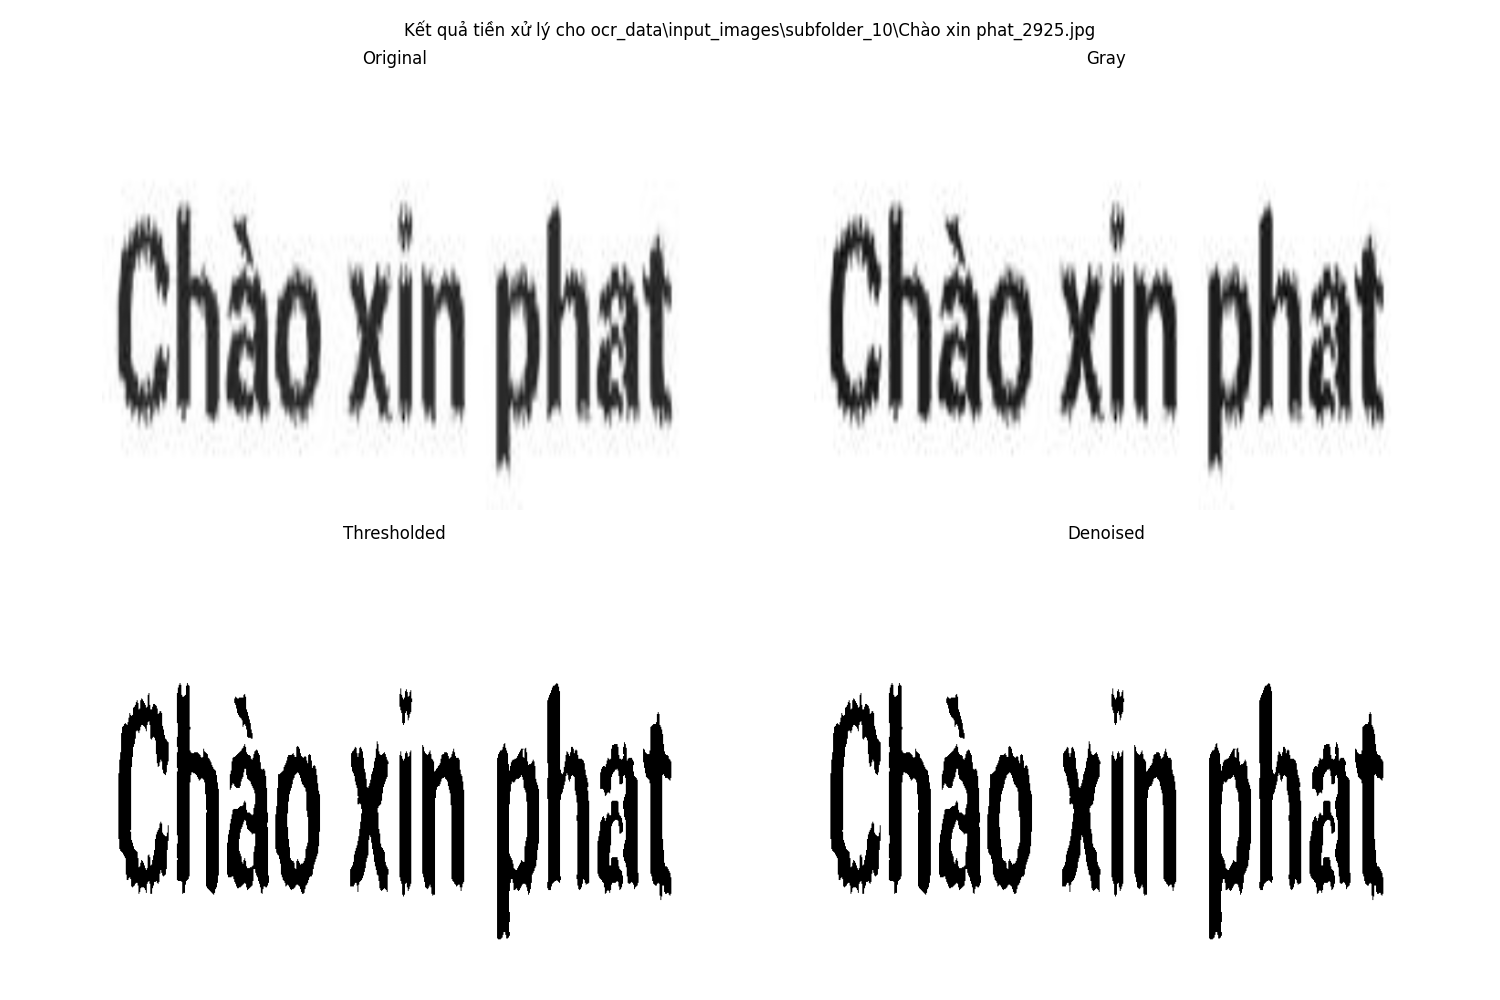 Kết quả tiền xử lý cho ocr_data\input_images\subfolder_10\Chào xin phat_2925.jpg
Original
Gray
Chào xin phat
Chào xin phat
Thresholded
Denoised
Chào xin phat
Chào xin phat